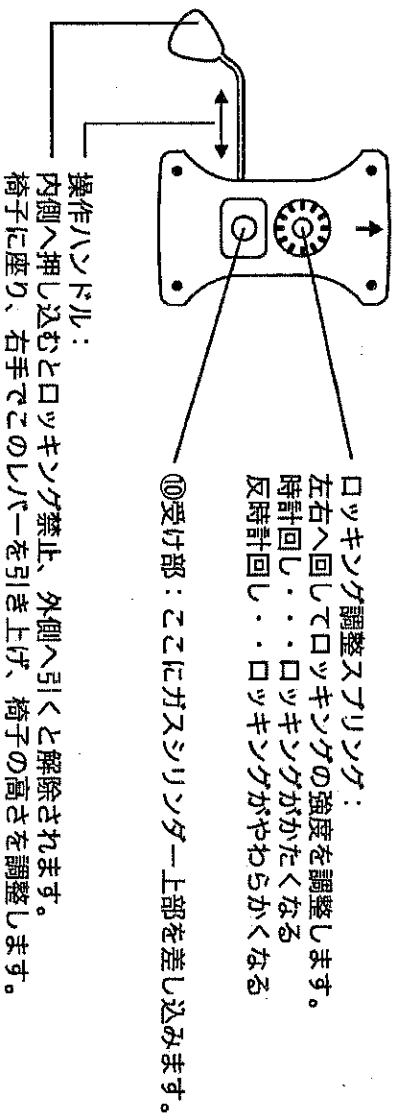 ロッキング調整スプリング：
左右へ回してロッキングの強度を調整します。
時計回し・・・ロッキングがかたくなる
反時計回し・・ロッキングがやわらかくなる
⑩受け部：ここにガスシリンダー上部を差し込みます。
操作ハンドル：
内側へ押し込むとロッキング禁止、外側へ引くと解除されます。
椅子に座り、右手でこのレバーを引き上げ、椅子の高さを調整します。